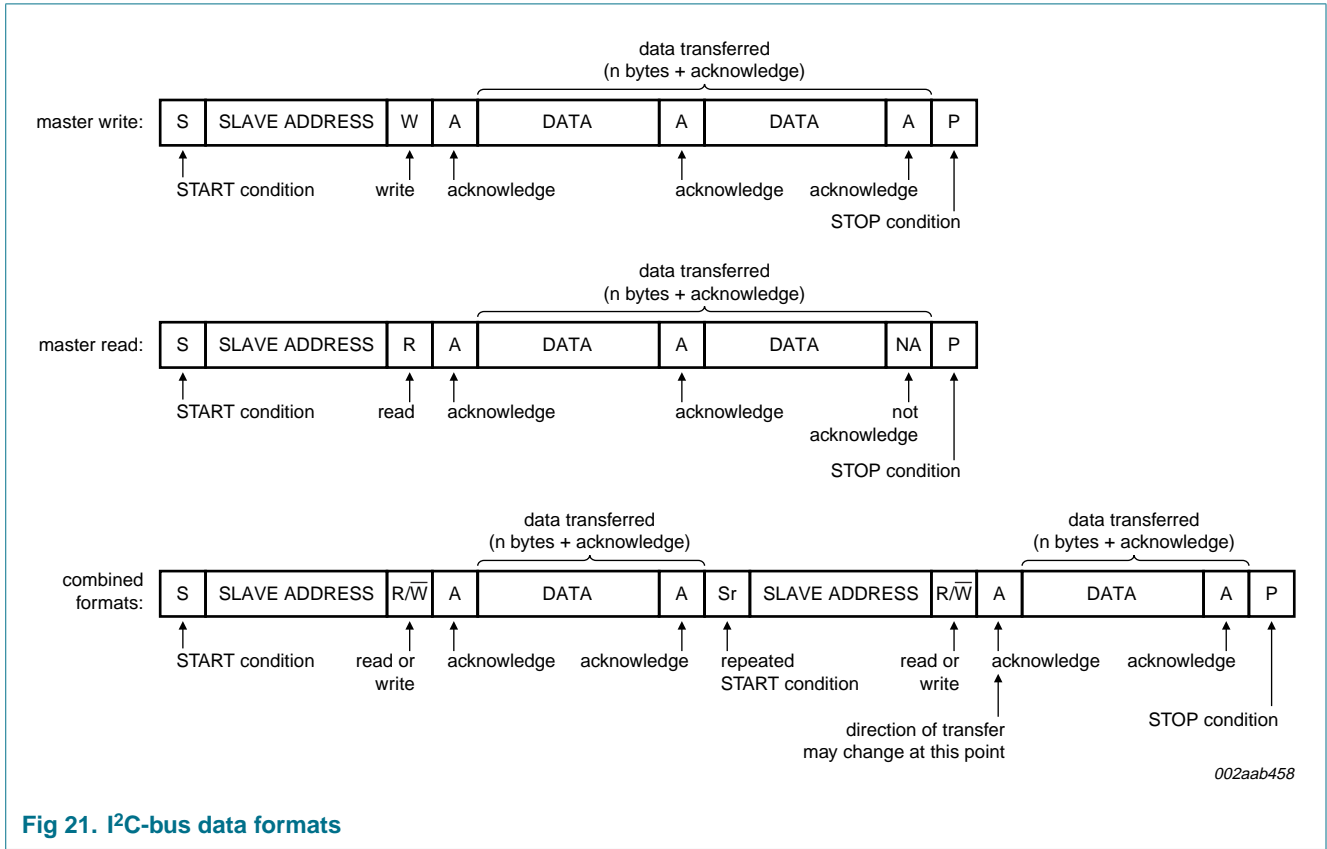 data transferred
(n bytes + acknowledge)
master write: S SLAVE ADDRESS W A DATA A DATA A P
START condition write acknowledge acknowledge acknowledge
STOP condition
data transferred
(n bytes + acknowledge)
master read: S SLAVE ADDRESS R A DATA A DATA NA P
START condition read acknowledge acknowledge not
acknowledge
STOP condition
data transferred data transferred
(n bytes + acknowledge) (n bytes + acknowledge)
combined
formats: S SLAVE ADDRESS R/W̅ A DATA A Sr SLAVE ADDRESS R/W̅ A DATA A P
START condition read or acknowledge acknowledge repeated read or acknowledge acknowledge
write START condition write
STOP condition
direction of transfer
may change at this point
002aab458
Fig 21. I²C-bus data formats